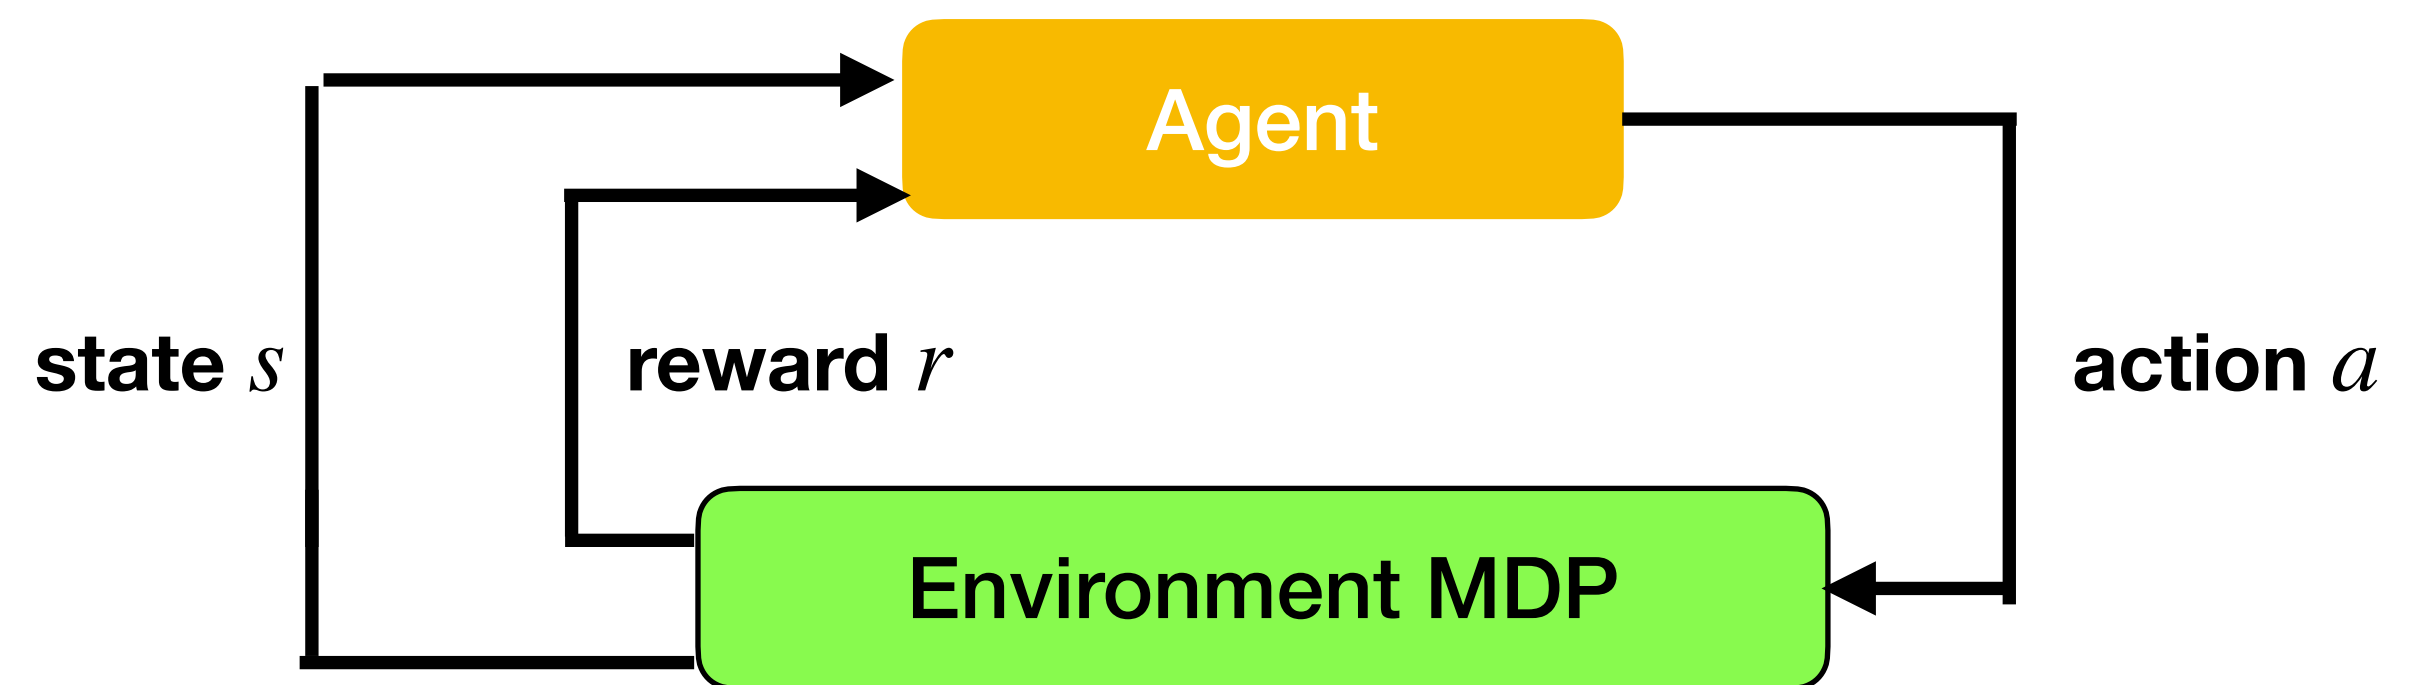 Agent
state s
reward r
action a
Environment MDP